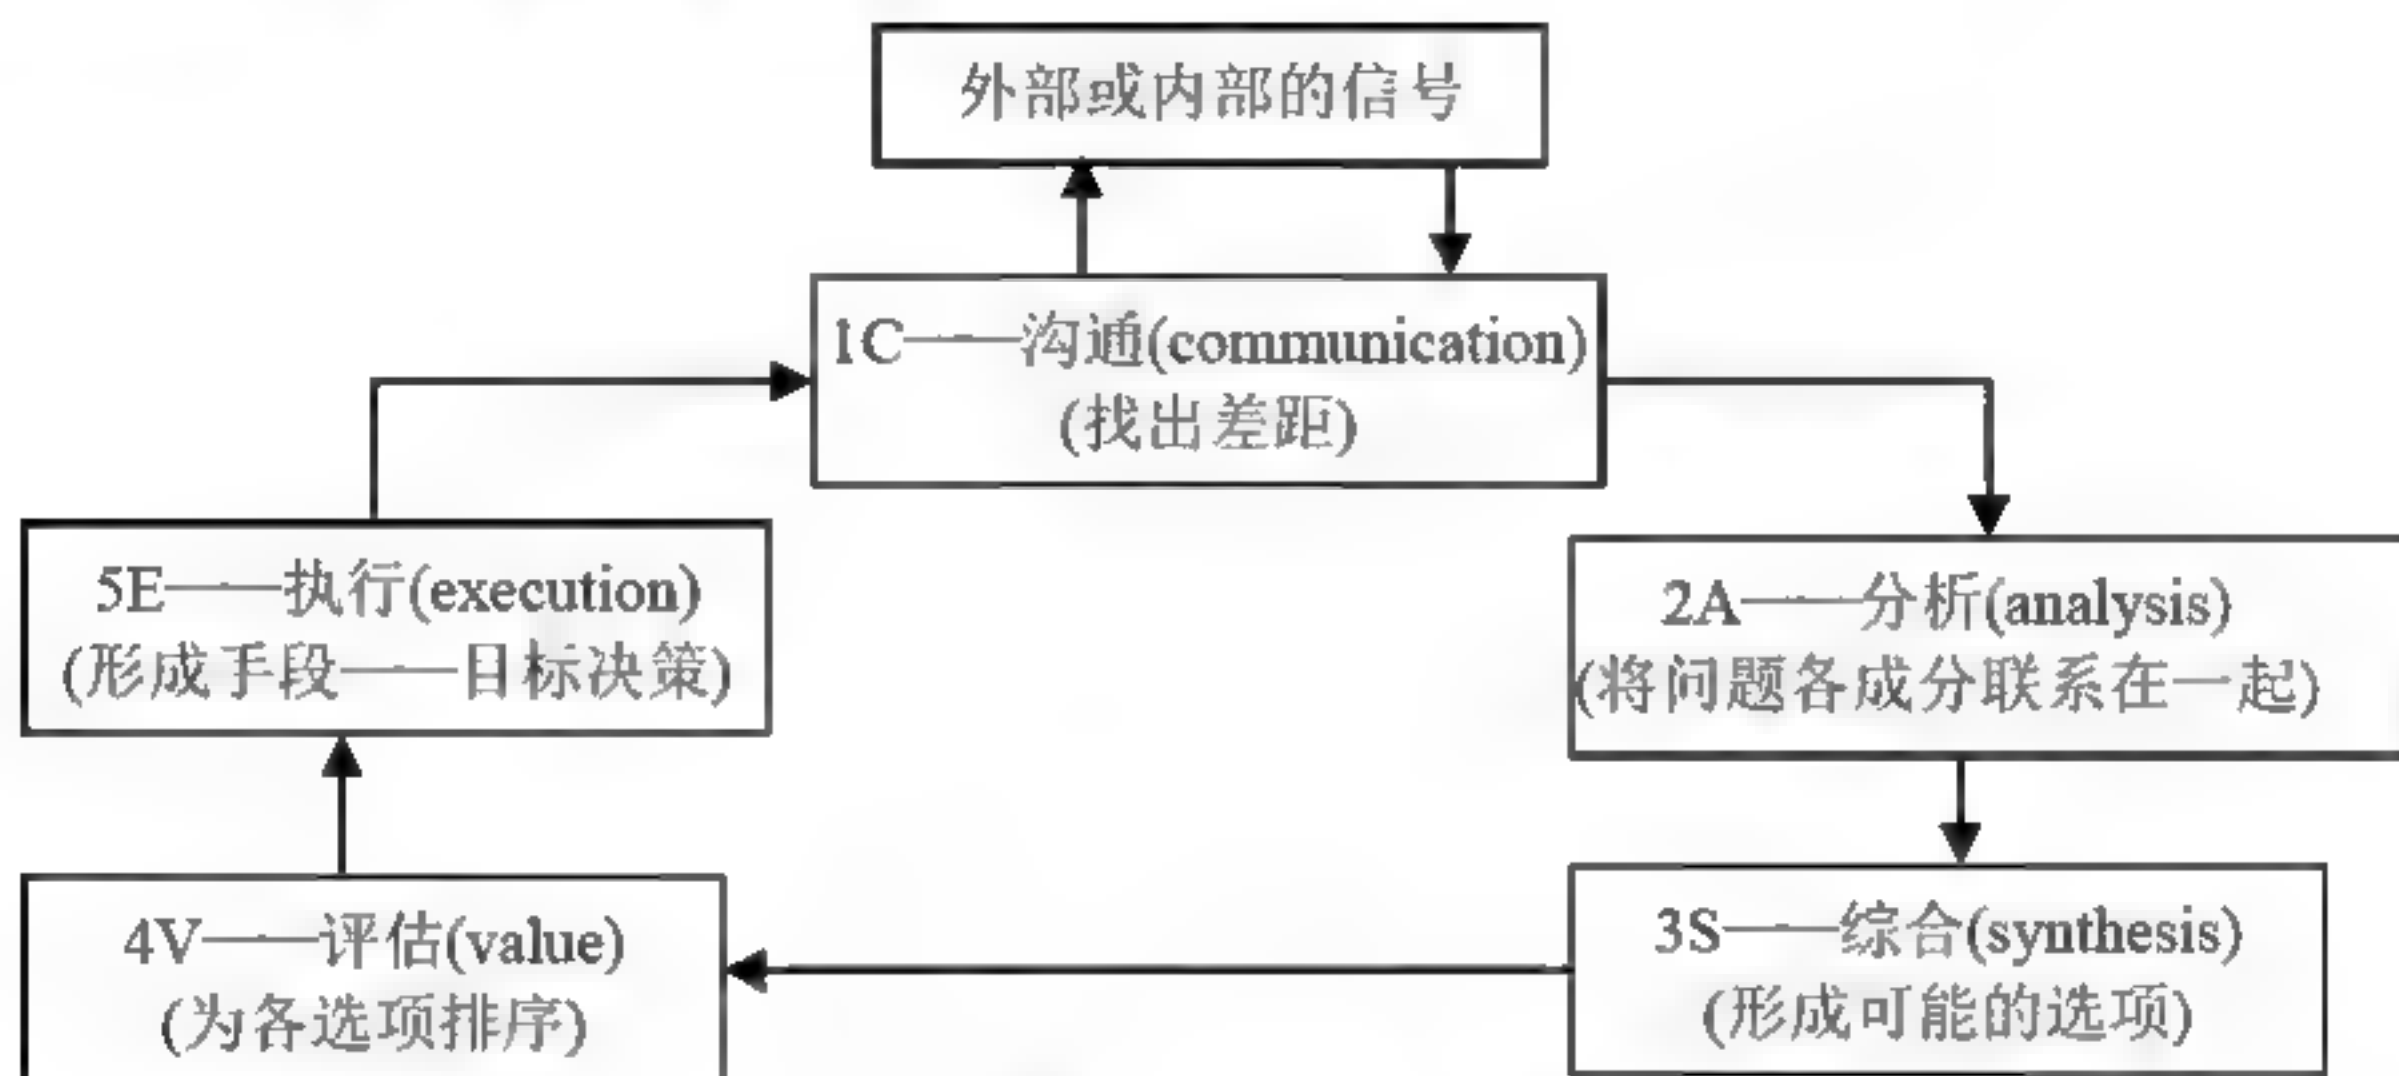 外部或内部的信号
1C——沟通(communication)
(找出差距)
5E——执行(execution)
(形成手段——目标决策)
2A——分析(analysis)
(将问题各成分联系在一起)
4V——评估(value)
(为各选项排序)
3S——综合(synthesis)
(形成可能的选项)